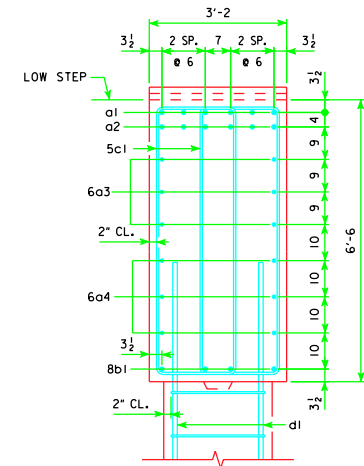 3'-2
3½ 2 SP. 7 2 SP. 3½
@ 6 @ 6
3½
LOW STEP
a1
4
a2
9
5c1
9
6a3
9
2" CL.
10
6'-6
10
6a4
10
10
3½
8b1
3½
2" CL.
d1